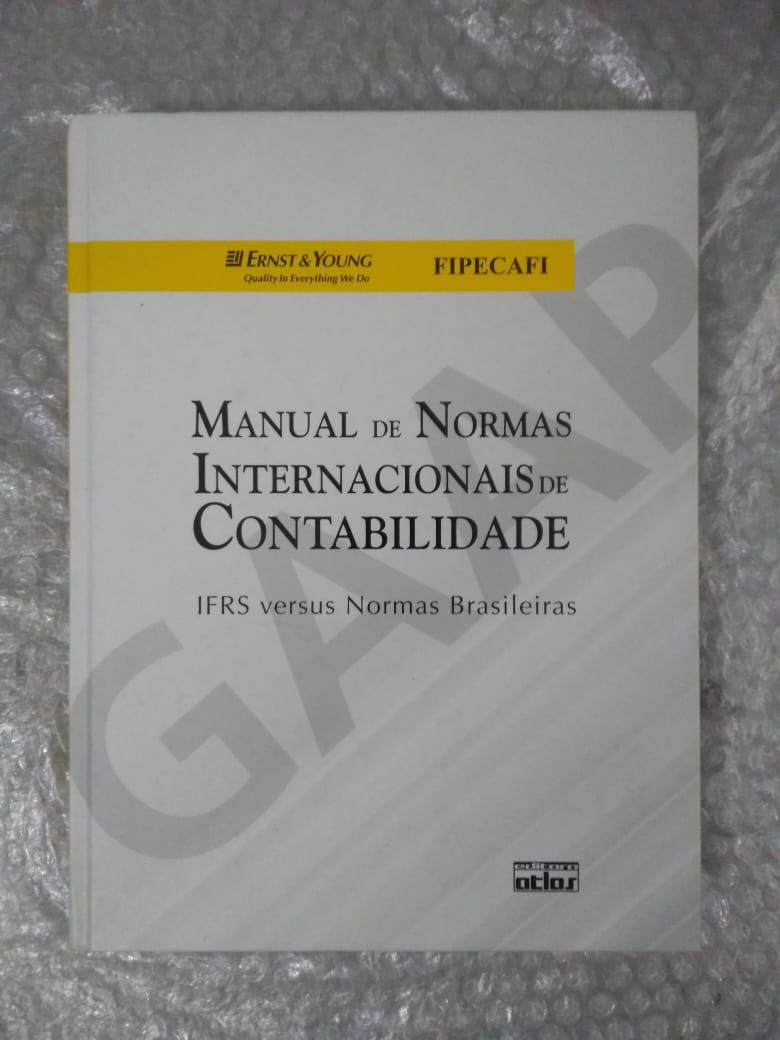 ERNST & YOUNG
Quality In Everything We Do
FIPECAFI
GAAP
MANUAL DE NORMAS
INTERNACIONAIS DE
CONTABILIDADE
IFRS versus Normas Brasileiras
editora
atlas